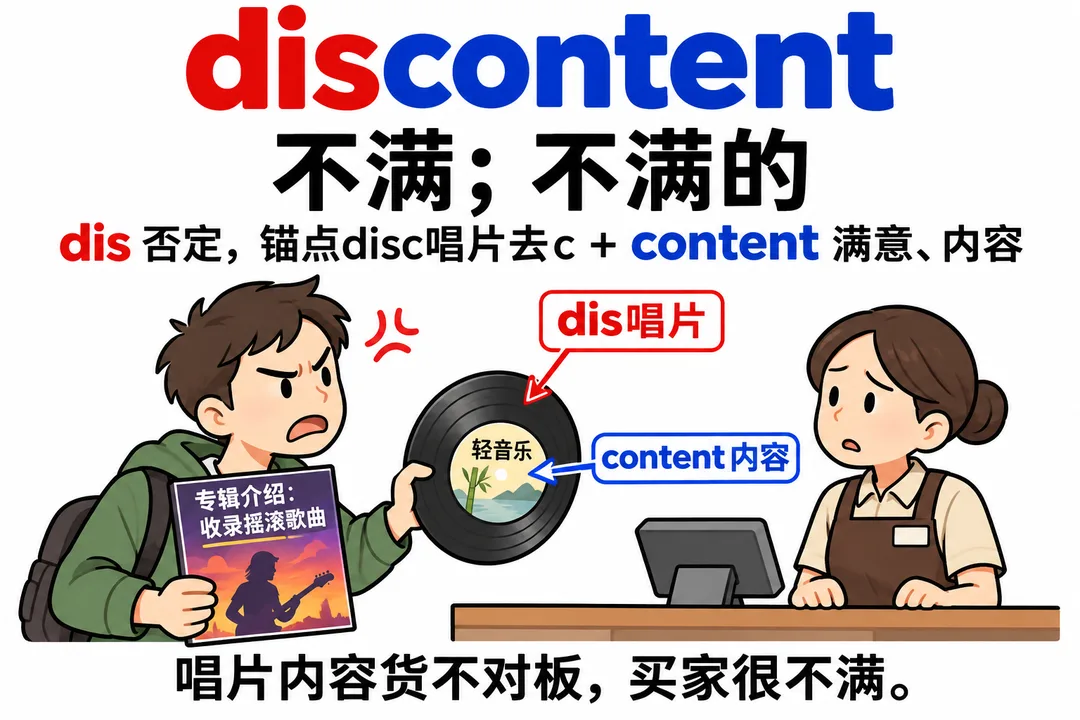 discontent
不满；不满的
dis 否定，锚点disc唱片去c + content 满意、内容
dis唱片
轻音乐
content内容
专辑介绍：
收录摇滚歌曲
唱片内容货不对板，买家很不满。